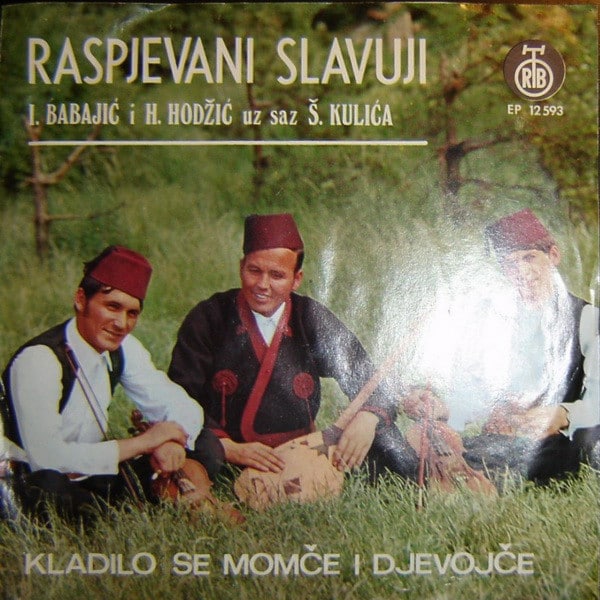 RASPJEVANI SLAVUJI
I. BABAJIĆ i H. HODŽIĆ uz saz Š. KULIĆA
RTB
EP 12 593
KLADILO SE MOMČE I DJEVOJČE